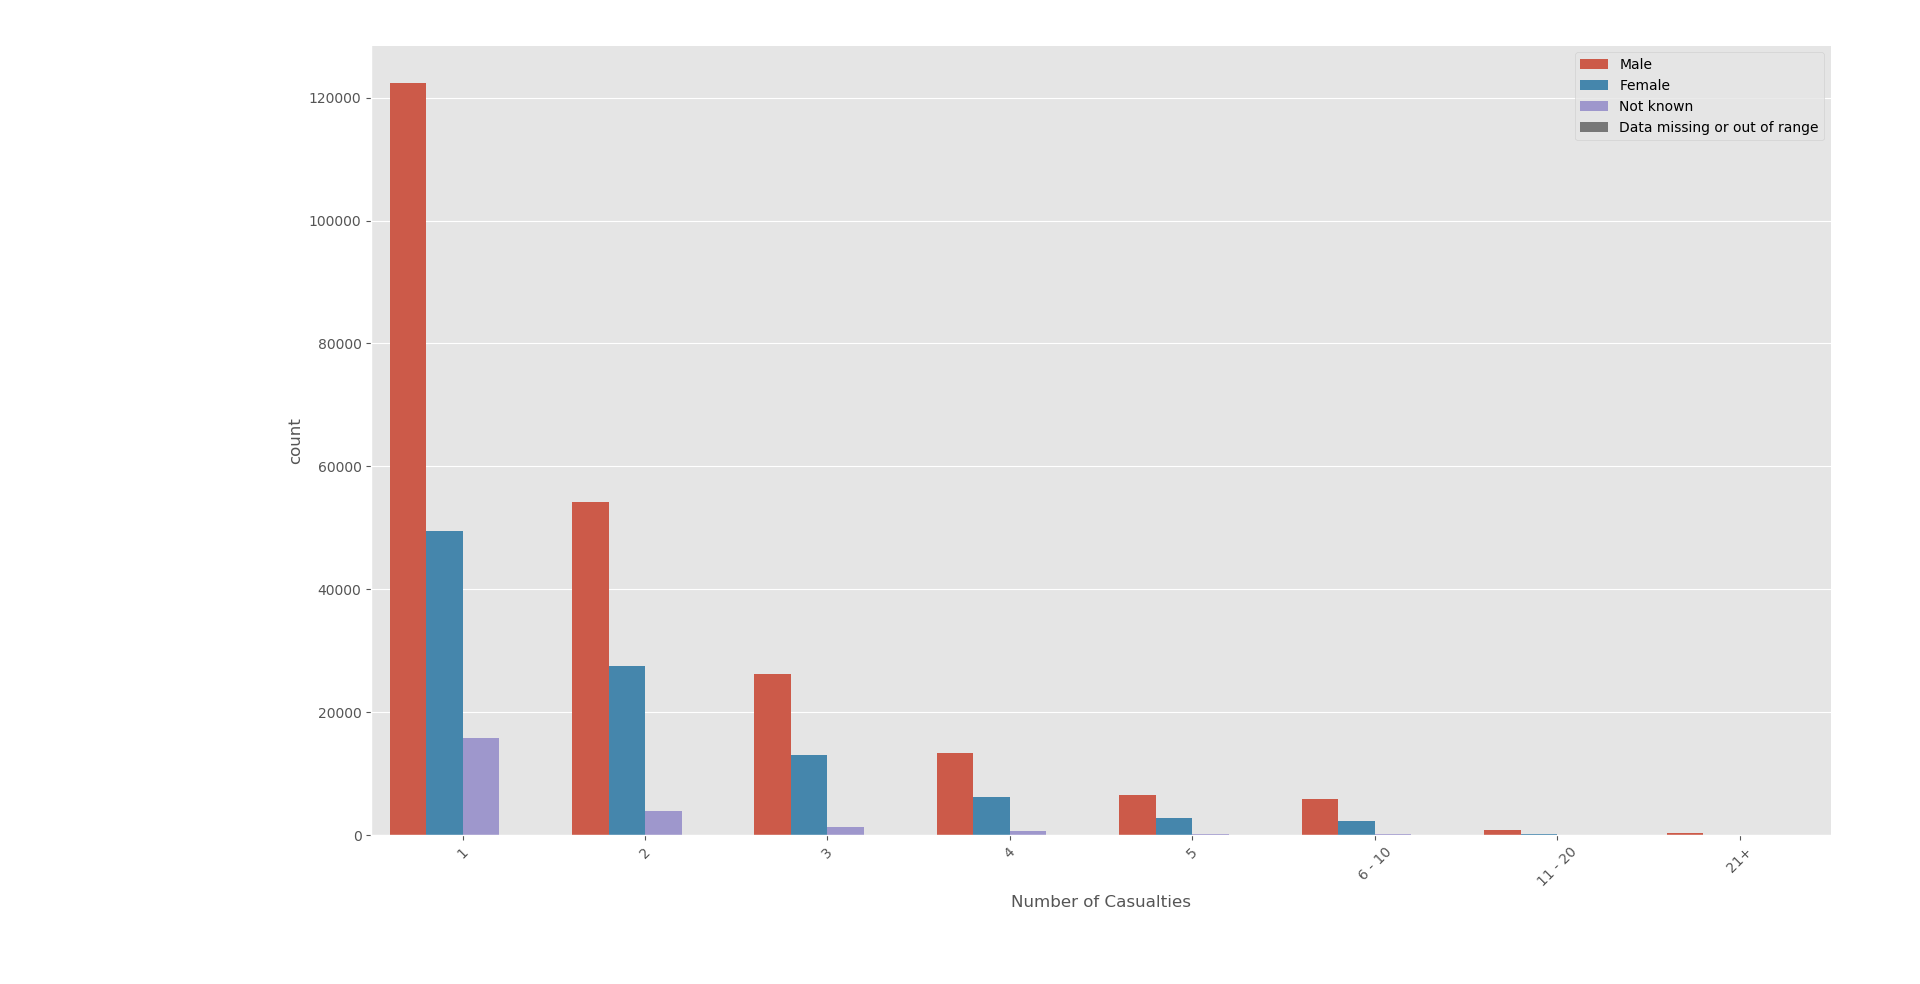 Male
Female
Not known
Data missing or out of range
120000
100000
80000
60000
40000
20000
0
count
1
2
3
4
5
6 - 10
11 - 20
21+
Number of Casualties